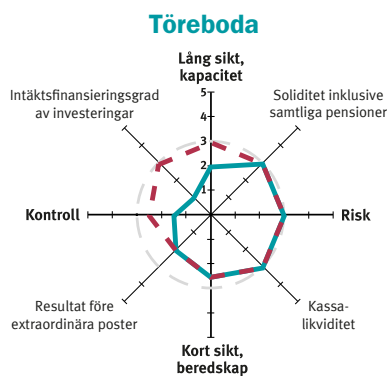 Töreboda
Lång sikt,
kapacitet
Intäktsfinansieringsgrad
av investeringar
Soliditet inklusive
samtliga pensioner
5
4
3
2
1
Kontroll
Risk
Resultat före
extraordinära poster
Kassa-
likviditet
Kort sikt,
beredskap